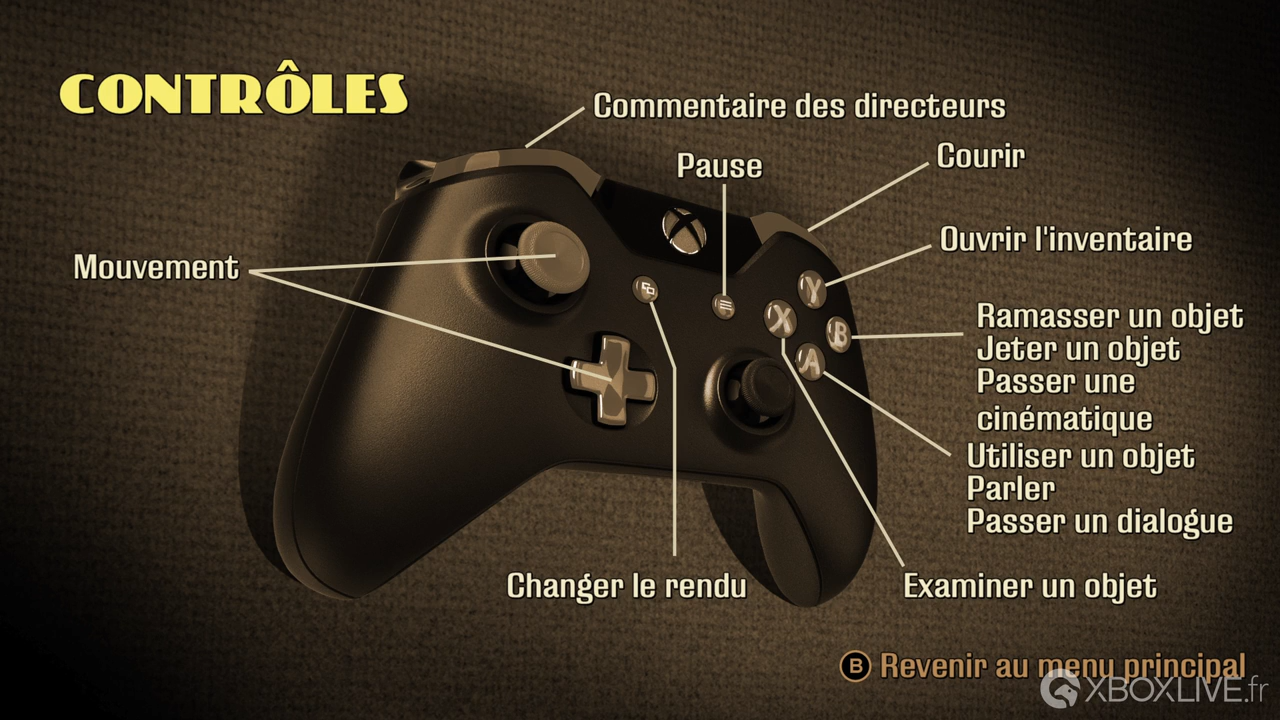 CONTRÔLES
Commentaire des directeurs
Pause
Courir
Ouvrir l'inventaire
Mouvement
Y
X
B
A
Ramasser un objet
Jeter un objet
Passer une
cinématique
Utiliser un objet
Parler
Passer un dialogue
Changer le rendu
Examiner un objet
B Revenir au menu principal
XBOXLIVE.fr